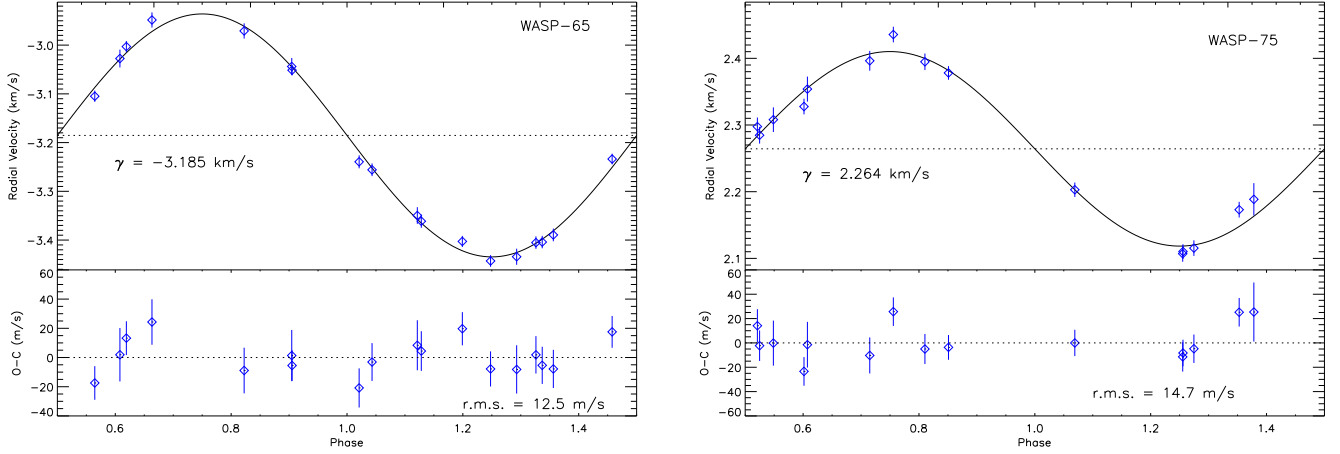 WASP-65
Radial Velocity (km/s)
-3.0
-3.1
-3.2
-3.3
-3.4
γ = -3.185 km/s
O-C (m/s)
60
40
20
0
-20
-40
r.m.s. = 12.5 m/s
0.6 0.8 1.0 1.2 1.4
Phase
WASP-75
Radial Velocity (km/s)
2.4
2.3
2.2
2.1
γ = 2.264 km/s
O-C (m/s)
60
40
20
0
-20
-40
-60
r.m.s. = 14.7 m/s
0.6 0.8 1.0 1.2 1.4
Phase